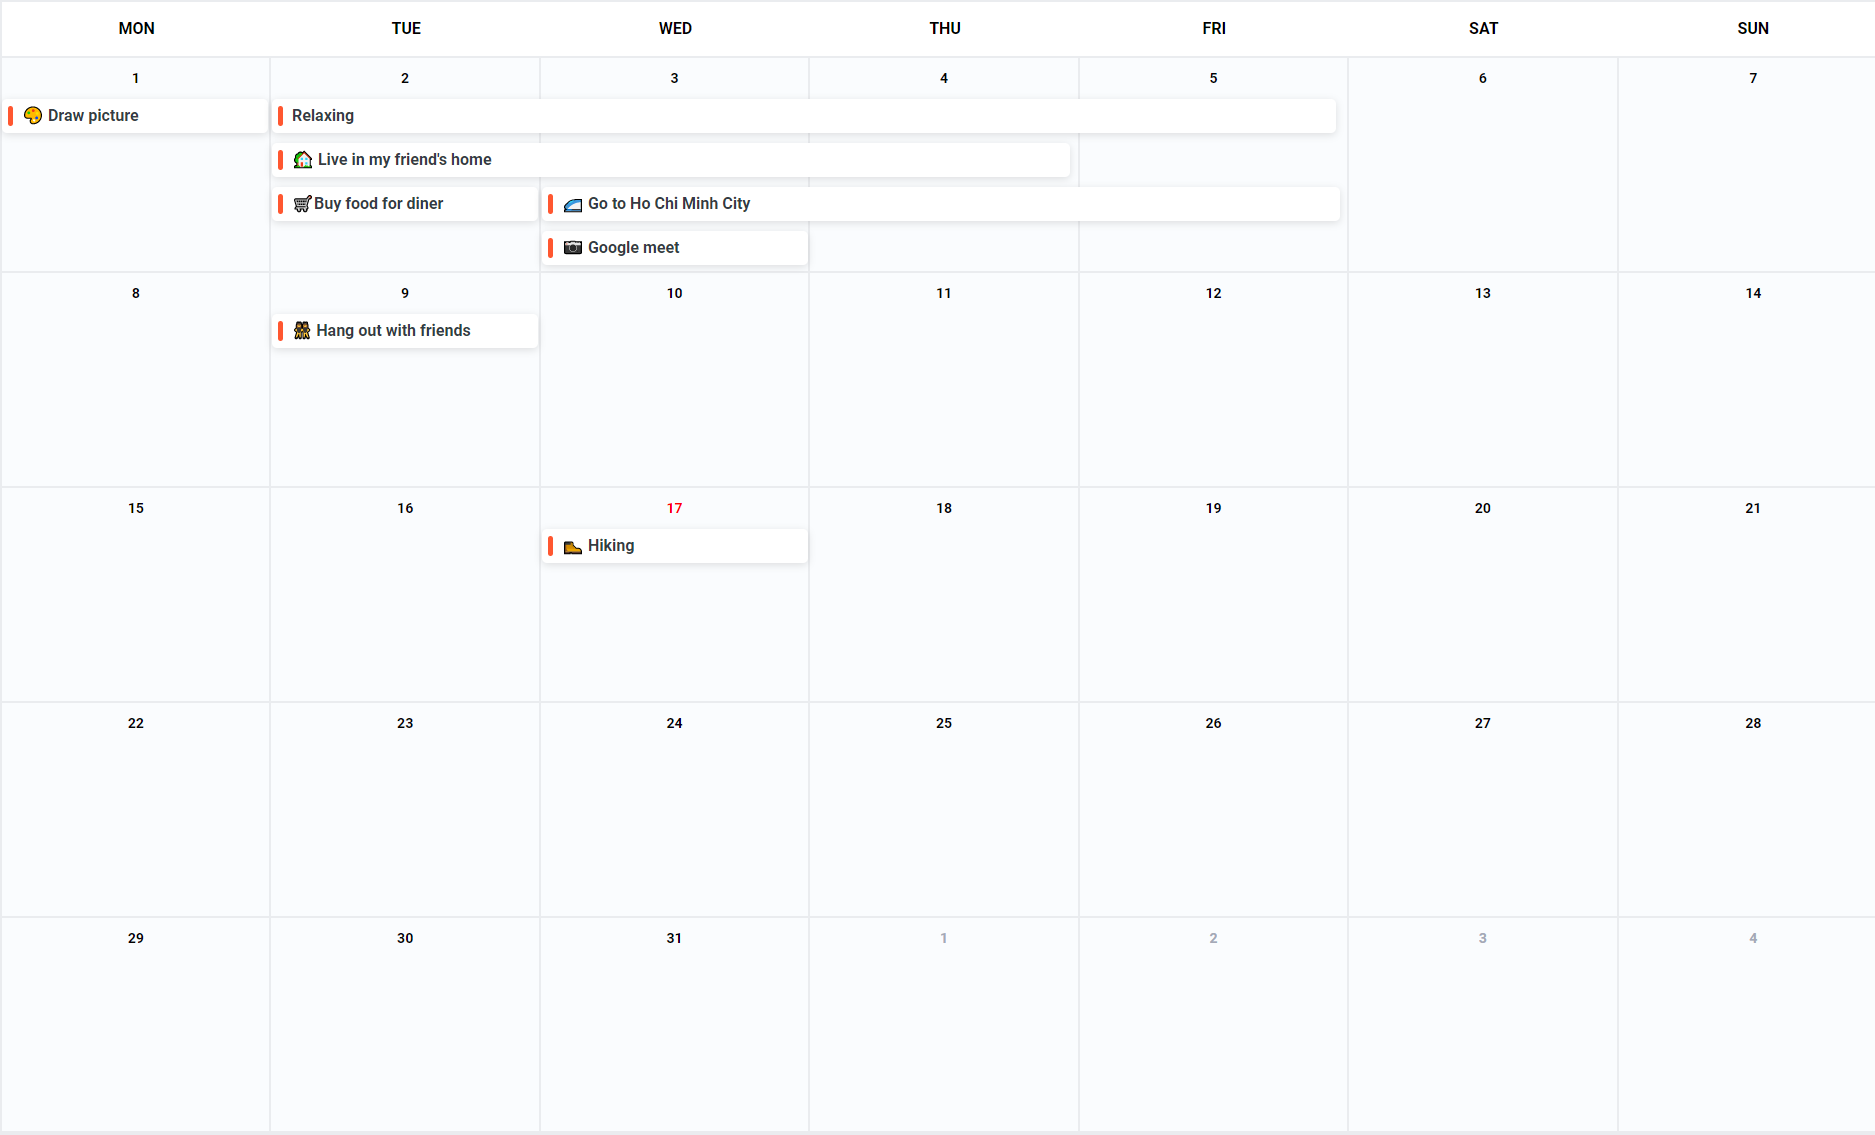 MON TUE WED THU FRI SAT SUN
1 2 3 4 5 6 7
Draw picture Relaxing
Live in my friend's home
Buy food for diner Go to Ho Chi Minh City
Google meet
8 9 10 11 12 13 14
Hang out with friends
15 16 17 18 19 20 21
Hiking
22 23 24 25 26 27 28
29 30 31 1 2 3 4